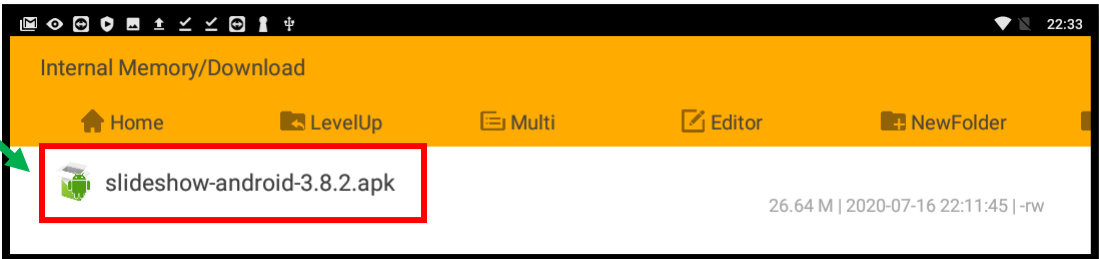 22:33
Internal Memory/Download
Home LevelUp Multi Editor NewFolder
slideshow-android-3.8.2.apk
26.64 M | 2020-07-16 22:11:45 | -rw